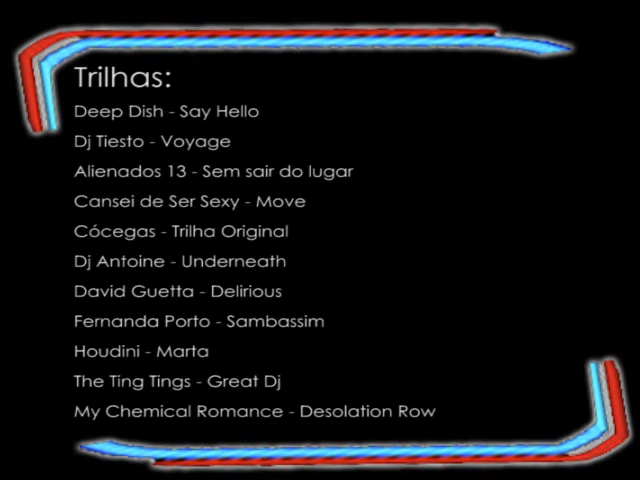 Trilhas:
Deep Dish - Say Hello
Dj Tiesto - Voyage
Alienados 13 - Sem sair do lugar
Cansei de Ser Sexy - Move
Cócegas - Trilha Original
Dj Antoine - Underneath
David Guetta - Delirious
Fernanda Porto - Sambassim
Houdini - Marta
The Ting Tings - Great Dj
My Chemical Romance - Desolation Row